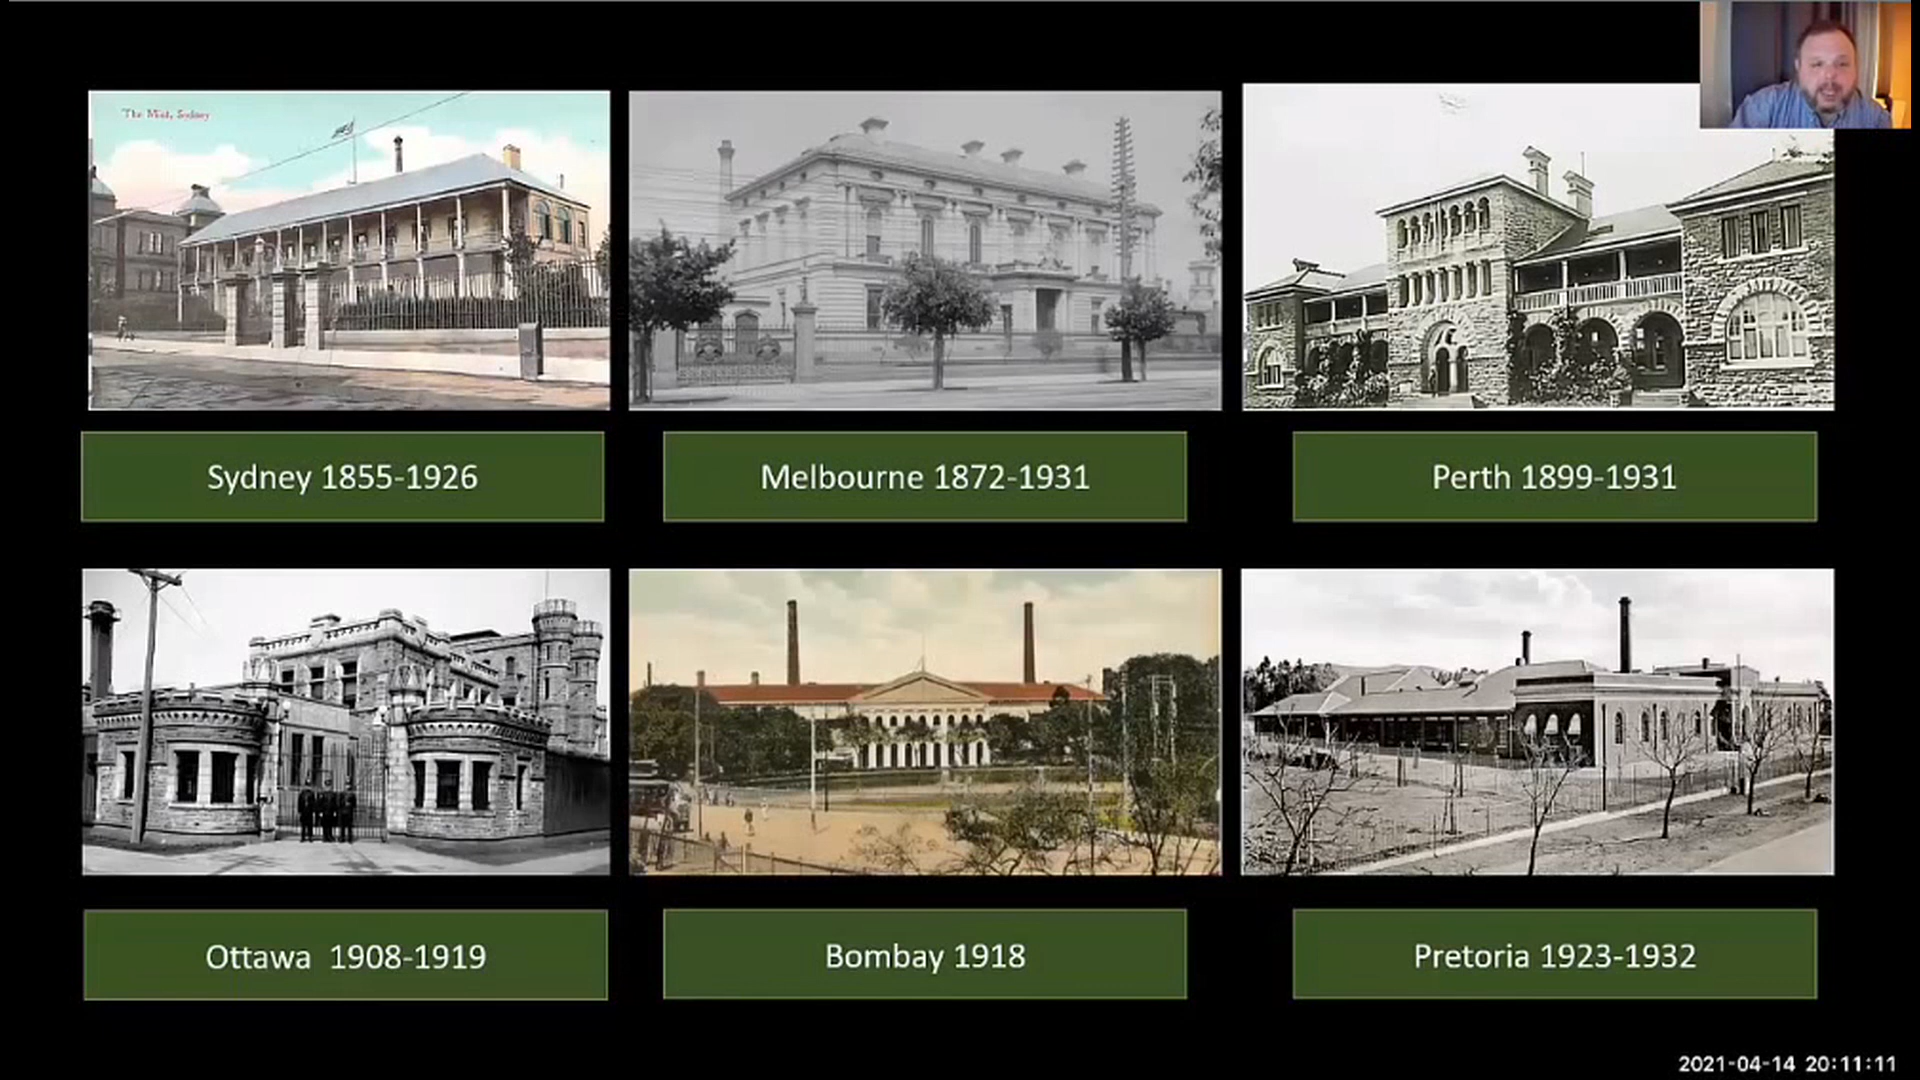 The Mint, Sydney
Sydney 1855-1926
Melbourne 1872-1931
Perth 1899-1931
Ottawa 1908-1919
Bombay 1918
Pretoria 1923-1932
2021-04-14 20:11:11